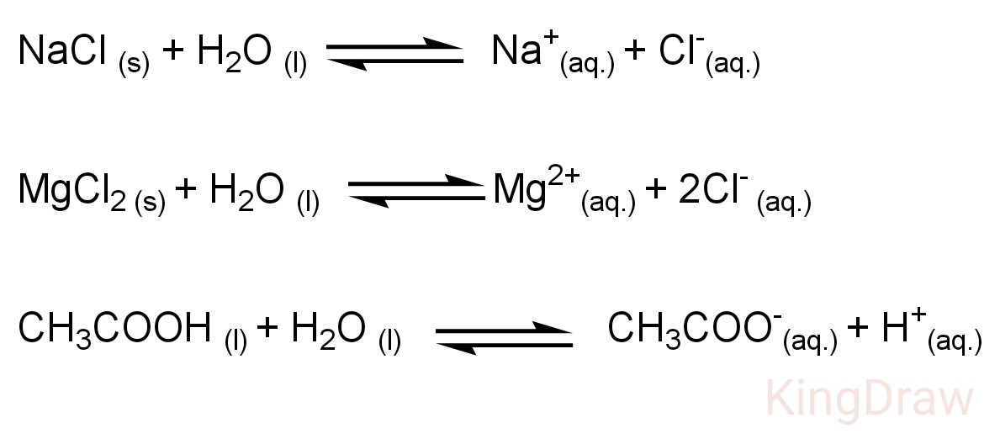 NaCl (s) + H₂O (l) ⇌ Na⁺(aq.) + Cl⁻(aq.)
MgCl₂ (s) + H₂O (l) ⇌ Mg²⁺(aq.) + 2Cl⁻(aq.)
CH₃COOH (l) + H₂O (l) ⇌ CH₃COO⁻(aq.) + H⁺(aq.)
KingDraw